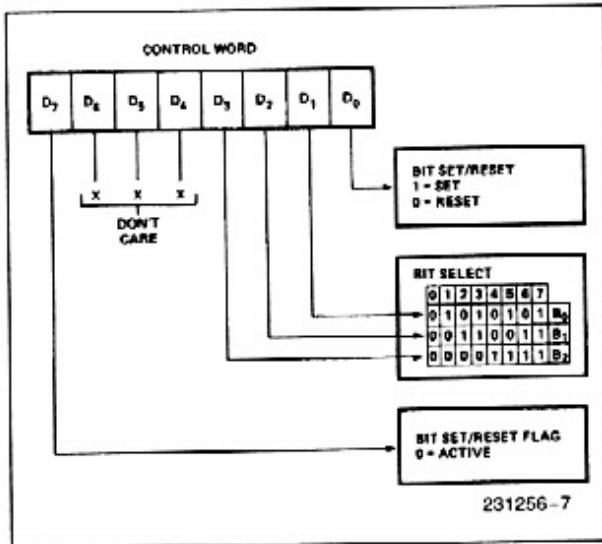 CONTROL WORD
D7 D6 D5 D4 D3 D2 D1 D0
X X X
DON'T
CARE
BIT SET/RESET
1 = SET
0 = RESET
BIT SELECT
0 1 2 3 4 5 6 7
0 1 0 1 0 1 0 1 B0
0 0 1 1 0 0 1 1 B1
0 0 0 0 1 1 1 1 B2
BIT SET/RESET FLAG
0 = ACTIVE
231256-7